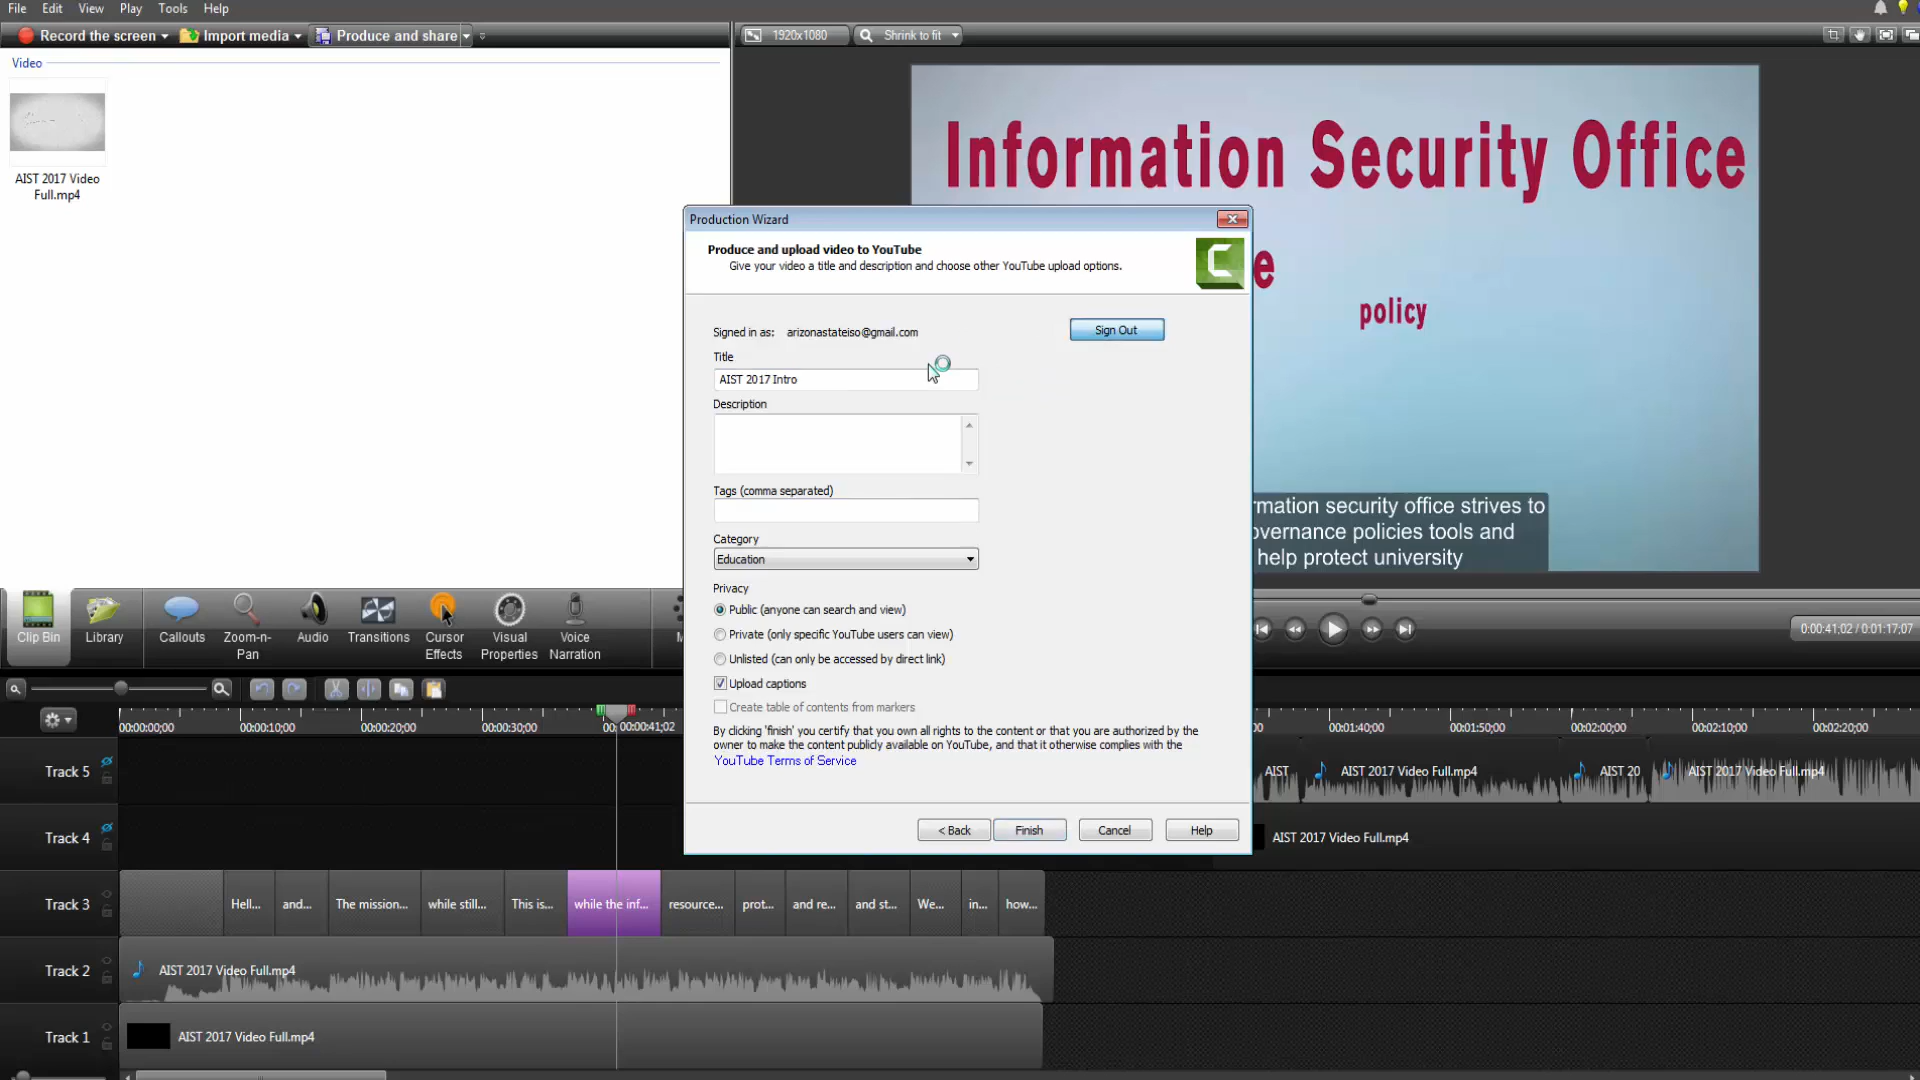 File Edit View Play Tools Help
Record the screen Import media Produce and share
1920x1080 Shrink to fit
Video
AIST 2017 Video
Full.mp4
Information Security Office
e
policy
rmation security office strives to
overnance policies tools and
help protect university
Production Wizard
Produce and upload video to YouTube
Give your video a title and description and choose other YouTube upload options.
Signed in as: arizonastateiso@gmail.com
Sign Out
Title
AIST 2017 Intro
Description
Tags (comma separated)
Category
Education
Privacy
Public (anyone can search and view)
Private (only specific YouTube users can view)
Unlisted (can only be accessed by direct link)
Upload captions
Create table of contents from markers
By clicking 'finish' you certify that you own all rights to the content or that you are authorized by the
owner to make the content publicly available on YouTube, and that it otherwise complies with the
YouTube Terms of Service
< Back Finish Cancel Help
Clip Bin Library Callouts Zoom-n-Pan Audio Transitions Cursor Effects Visual Properties Voice Narration M
0:00:41;02 / 0:01:17;07
00:00:00;00 00:00:10;00 00:00:20;00 00:00:30;00 00:00:41;02 00 00:01:40;00 00:01:50;00 00:02:00;00 00:02:10;00 00:02:20;00
Track 5 AIST AIST 2017 Video Full.mp4 AIST 20 AIST 2017 Video Full.mp4
Track 4 AIST 2017 Video Full.mp4
Track 3 Hell... and... The mission... while still... This is... while the inf... resource... prot... and re... and st... We... in... how...
Track 2 AIST 2017 Video Full.mp4
Track 1 AIST 2017 Video Full.mp4